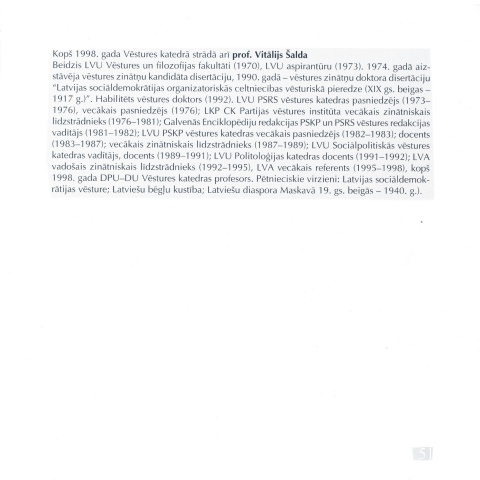 Kopš 1998. gada Vēstures katedrā strādā arī prof. Vitālijs Šalda
Beidzis LVU Vēstures un filozofijas fakultāti (1970), LVU aspirantūru (1973). 1974. gadā aiz-
stāvēja vēstures zinātņu kandidāta disertāciju, 1990. gadā – vēstures zinātņu doktora disertāciju
"Latvijas sociāldemokrātijas organizatoriskās celtniecības vēsturiskā pieredze (XIX gs. beigas –
1917 g.)". Habilitēts vēstures doktors (1992). LVU PSRS vēstures katedras pasniedzējs (1973–
1976), vecākais pasniedzējs (1976); LKP CK Partijas vēstures institūta vecākais zinātniskais
līdzstrādnieks (1976–1981); Galvenās Enciklopēdiju redakcijas PSKP un PSRS vēstures redakcijas
vadītājs (1981–1982); LVU PSKP vēstures katedras vecākais pasniedzējs (1982–1983); docents
(1983–1987); vecākais zinātniskais līdzstrādnieks (1987–1989); LVU Sociālpolitiskās vēstures
katedras vadītājs, docents (1989–1991); LVU Politoloģijas katedras docents (1991–1992); LVA
vadošais zinātniskais līdzstrādnieks (1992–1995), LVA vecākais referents (1995–1998), kopš
1998. gada DPU–DU Vēstures katedras profesors. Pētnieciskie virzieni: Latvijas sociāldemok-
rātijas vēsture; Latviešu bēgļu kustība; Latviešu diaspora Maskavā 19. gs. beigās – 1940. g.).
51